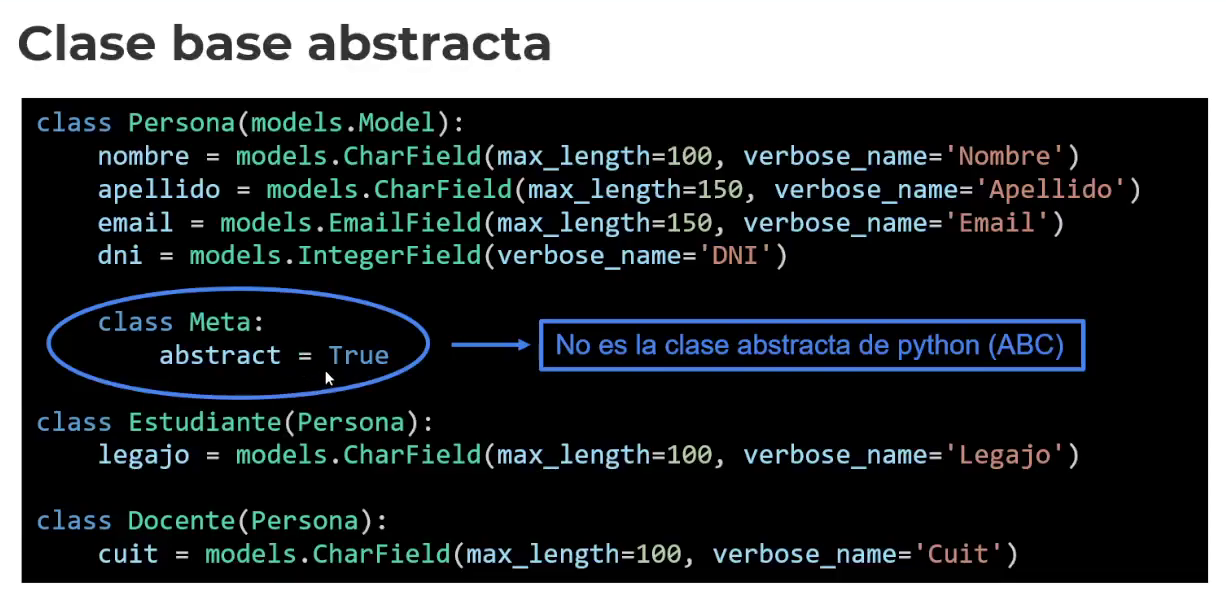 Clase base abstracta
class Persona(models.Model):
    nombre = models.CharField(max_length=100, verbose_name='Nombre')
    apellido = models.CharField(max_length=150, verbose_name='Apellido')
    email = models.EmailField(max_length=150, verbose_name='Email')
    dni = models.IntegerField(verbose_name='DNI')
    class Meta:
        abstract = True
No es la clase abstracta de python (ABC)
class Estudiante(Persona):
    legajo = models.CharField(max_length=100, verbose_name='Legajo')
class Docente(Persona):
    cuit = models.CharField(max_length=100, verbose_name='Cuit')